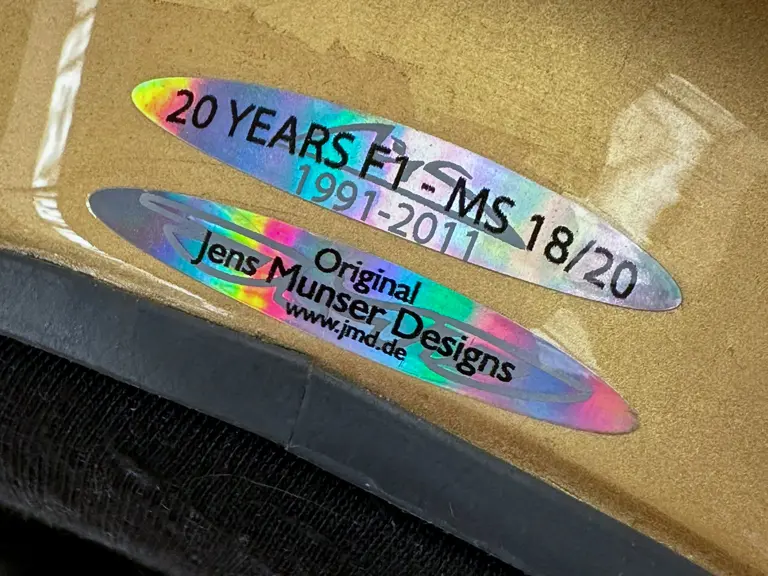 20 YEARS F1 - MS 18/20
1991-2011
Original
Jens Munser Designs
www.jmd.de